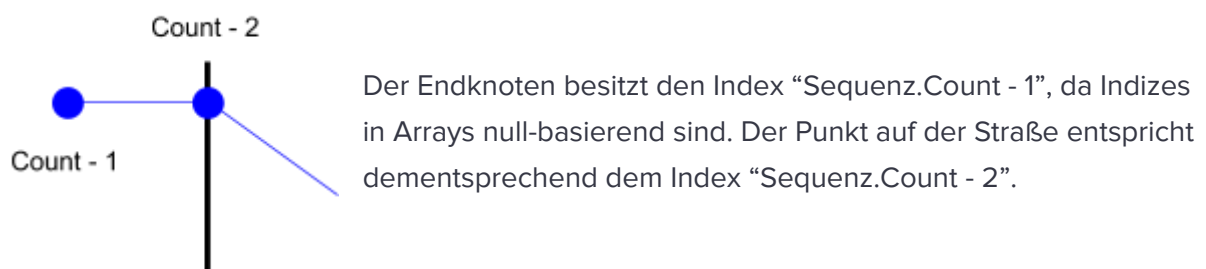 Count - 2
Count - 1
Der Endknoten besitzt den Index “Sequenz.Count - 1”, da Indizes
in Arrays null-basierend sind. Der Punkt auf der Straße entspricht
dementsprechend dem Index “Sequenz.Count - 2”.